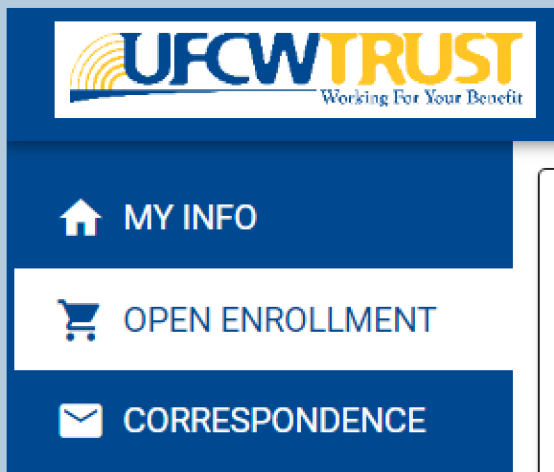 UFCWTRUST
Working For Your Benefit
MY INFO
OPEN ENROLLMENT
CORRESPONDENCE